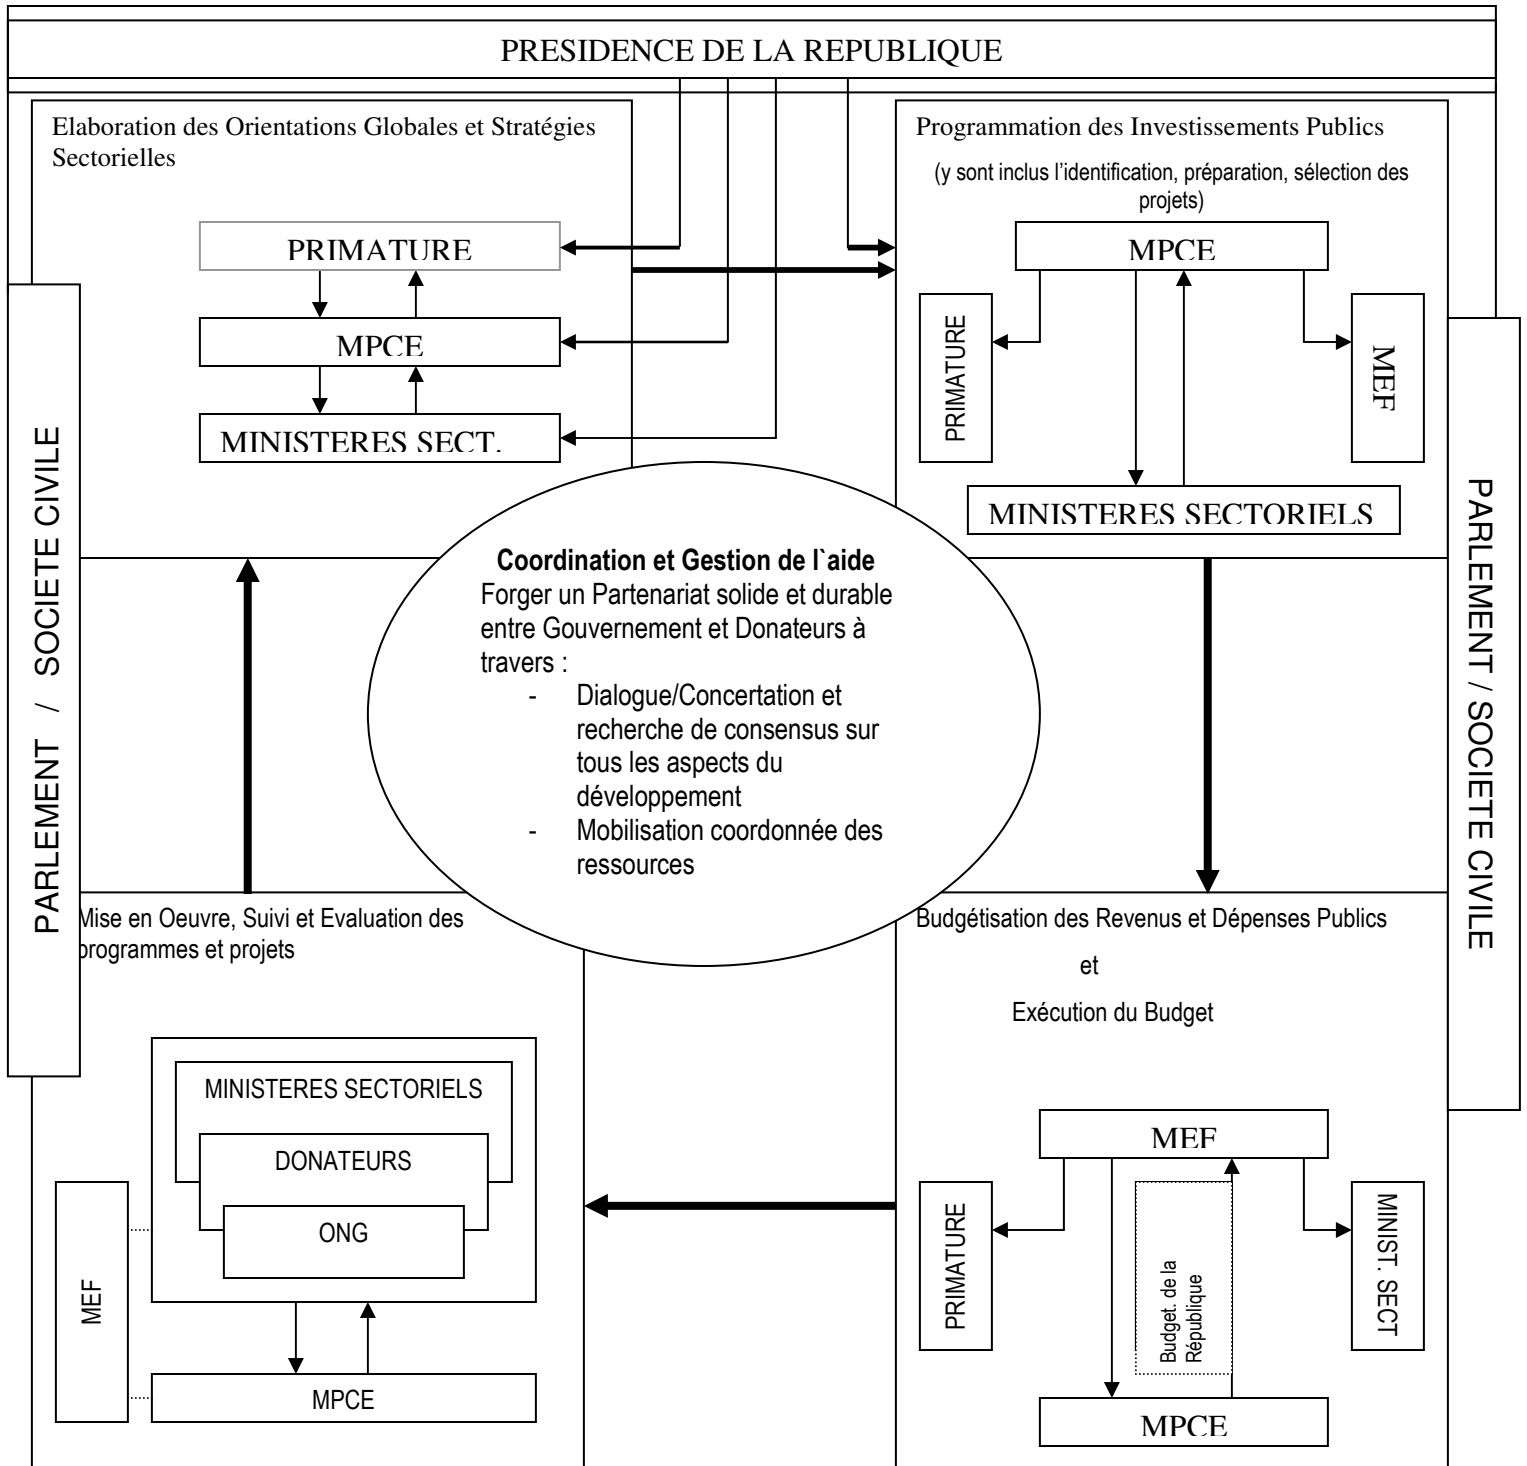 PRESIDENCE DE LA REPUBLIQUE
Elaboration des Orientations Globales et Stratégies
Sectorielles
PRIMATURE
MPCE
MINISTERES SECT.
Programmation des Investissements Publics
(y sont inclus l’identification, préparation, sélection des
projets)
MPCE
PRIMATURE
MEF
MINISTERES SECTORIELS
PARLEMENT / SOCIETE CIVILE
PARLEMENT / SOCIETE CIVILE
Coordination et Gestion de l`aide
Forger un Partenariat solide et durable
entre Gouvernement et Donateurs à
travers :
- Dialogue/Concertation et
recherche de consensus sur
tous les aspects du
développement
- Mobilisation coordonnée des
ressources
Mise en Oeuvre, Suivi et Evaluation des
programmes et projets
MINISTERES SECTORIELS
DONATEURS
ONG
MEF
MPCE
Budgétisation des Revenus et Dépenses Publics
et
Exécution du Budget
MEF
PRIMATURE
Budget. de la
République
MINIST. SECT
MPCE